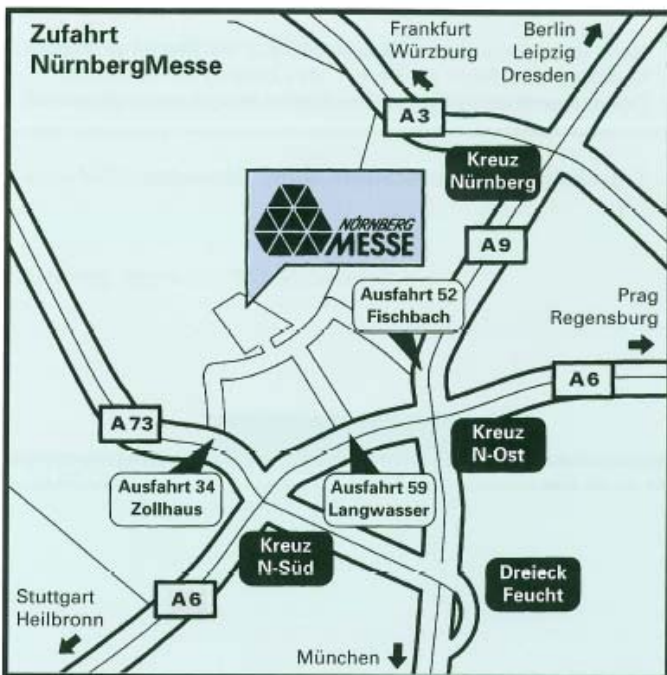 Zufahrt
NürnbergMesse
Frankfurt
Würzburg
Berlin
Leipzig
Dresden
A3
Kreuz
Nürnberg
NÜRNBERG
MESSE
A9
Ausfahrt 52
Fischbach
Prag
Regensburg
A6
A73
Kreuz
N-Ost
Ausfahrt 34
Zollhaus
Ausfahrt 59
Langwasser
Kreuz
N-Süd
Dreieck
Feucht
A6
Stuttgart
Heilbronn
München